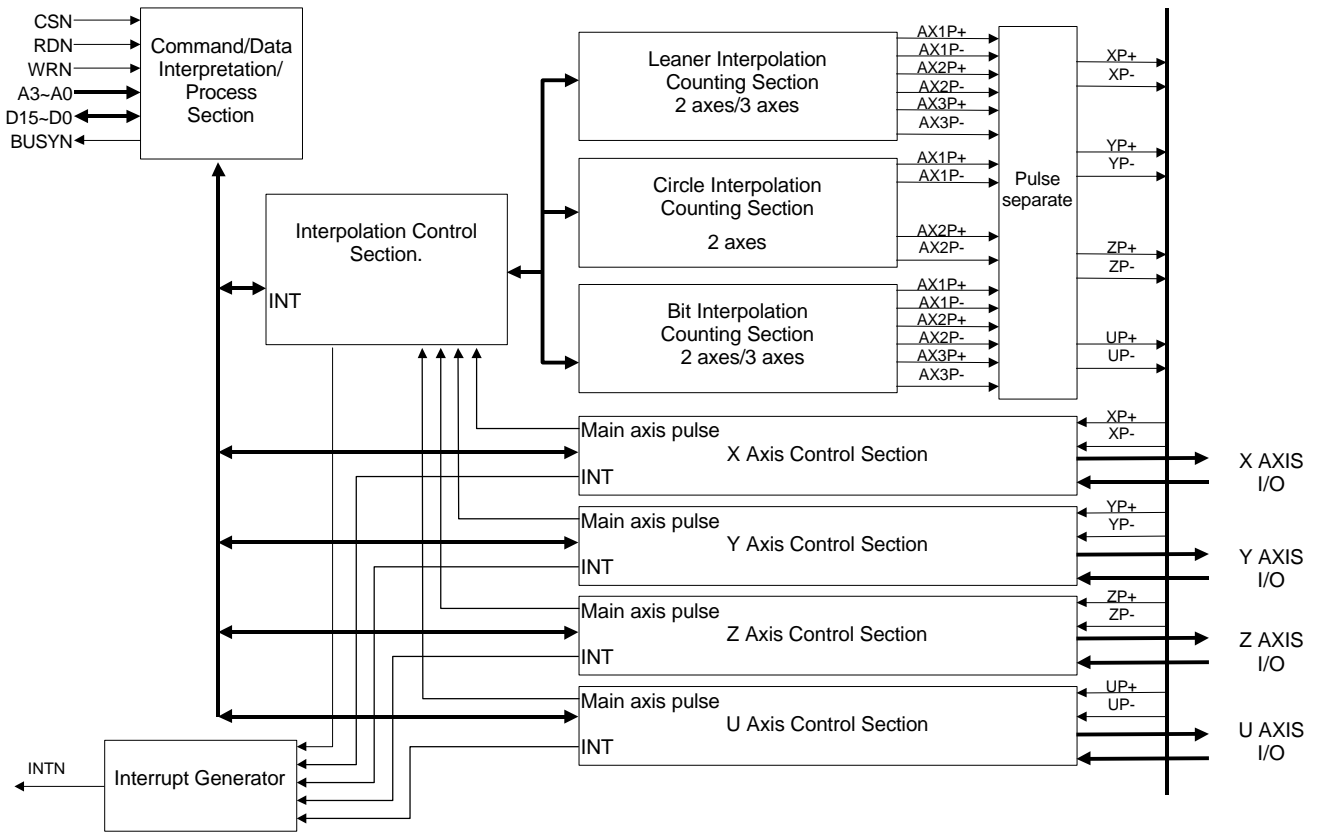 CSN
RDN
WRN
A3~A0
D15~D0
BUSYN
Command/Data
Interpretation/
Process
Section
Interpolation Control
Section.
INT
Leaner Interpolation
Counting Section
2 axes/3 axes
AX1P+
AX1P-
AX2P+
AX2P-
AX3P+
AX3P-
Circle Interpolation
Counting Section
2 axes
AX1P+
AX1P-
AX2P+
AX2P-
Bit Interpolation
Counting Section
2 axes/3 axes
AX1P+
AX1P-
AX2P+
AX2P-
AX3P+
AX3P-
Pulse
separate
XP+
XP-
YP+
YP-
ZP+
ZP-
UP+
UP-
Main axis pulse
X Axis Control Section
INT
XP+
XP-
X AXIS
I/O
Main axis pulse
Y Axis Control Section
INT
YP+
YP-
Y AXIS
I/O
Main axis pulse
Z Axis Control Section
INT
ZP+
ZP-
Z AXIS
I/O
Main axis pulse
U Axis Control Section
INT
UP+
UP-
U AXIS
I/O
INTN
Interrupt Generator